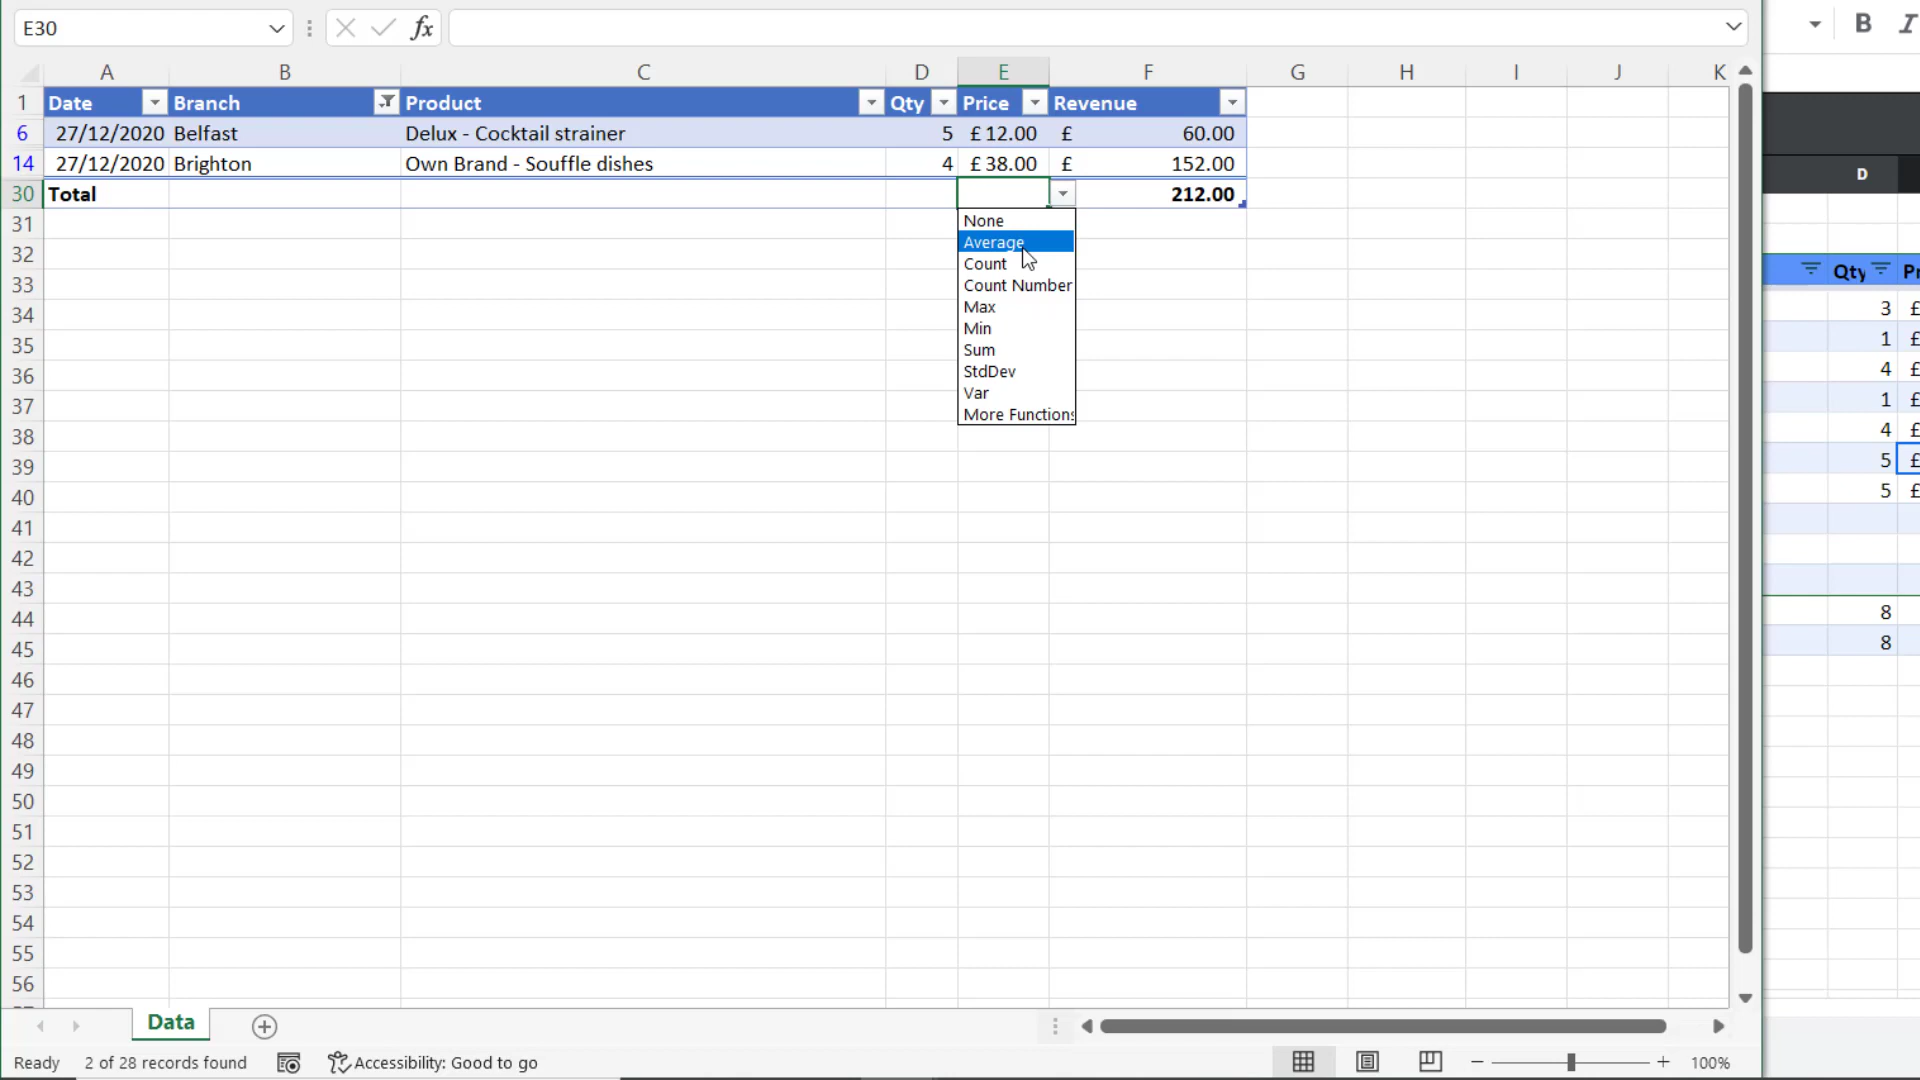 E30
fx
B I
A B C D E F G H I J K
1 Date Branch Product Qty Price Revenue
6 27/12/2020 Belfast Delux - Cocktail strainer 5 £ 12.00 £ 60.00
14 27/12/2020 Brighton Own Brand - Souffle dishes 4 £ 38.00 £ 152.00
30 Total 212.00
None
Average
Count
Count Number
Max
Min
Sum
StdDev
Var
More Functions
31
32
33
34
35
36
37
38
39
40
41
42
43
44
45
46
47
48
49
50
51
52
53
54
55
56
D
Qty Pr
3 £
1 £
4 £
1 £
4 £
5 £
5 £
8
8
Data
Ready 2 of 28 records found Accessibility: Good to go 100%